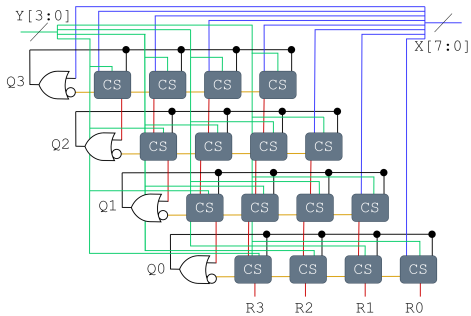 Y[3:0]
X[7:0]
Q3
CS CS CS CS
Q2
CS CS CS CS
Q1
CS CS CS CS
Q0
CS CS CS CS
R3 R2 R1 R0